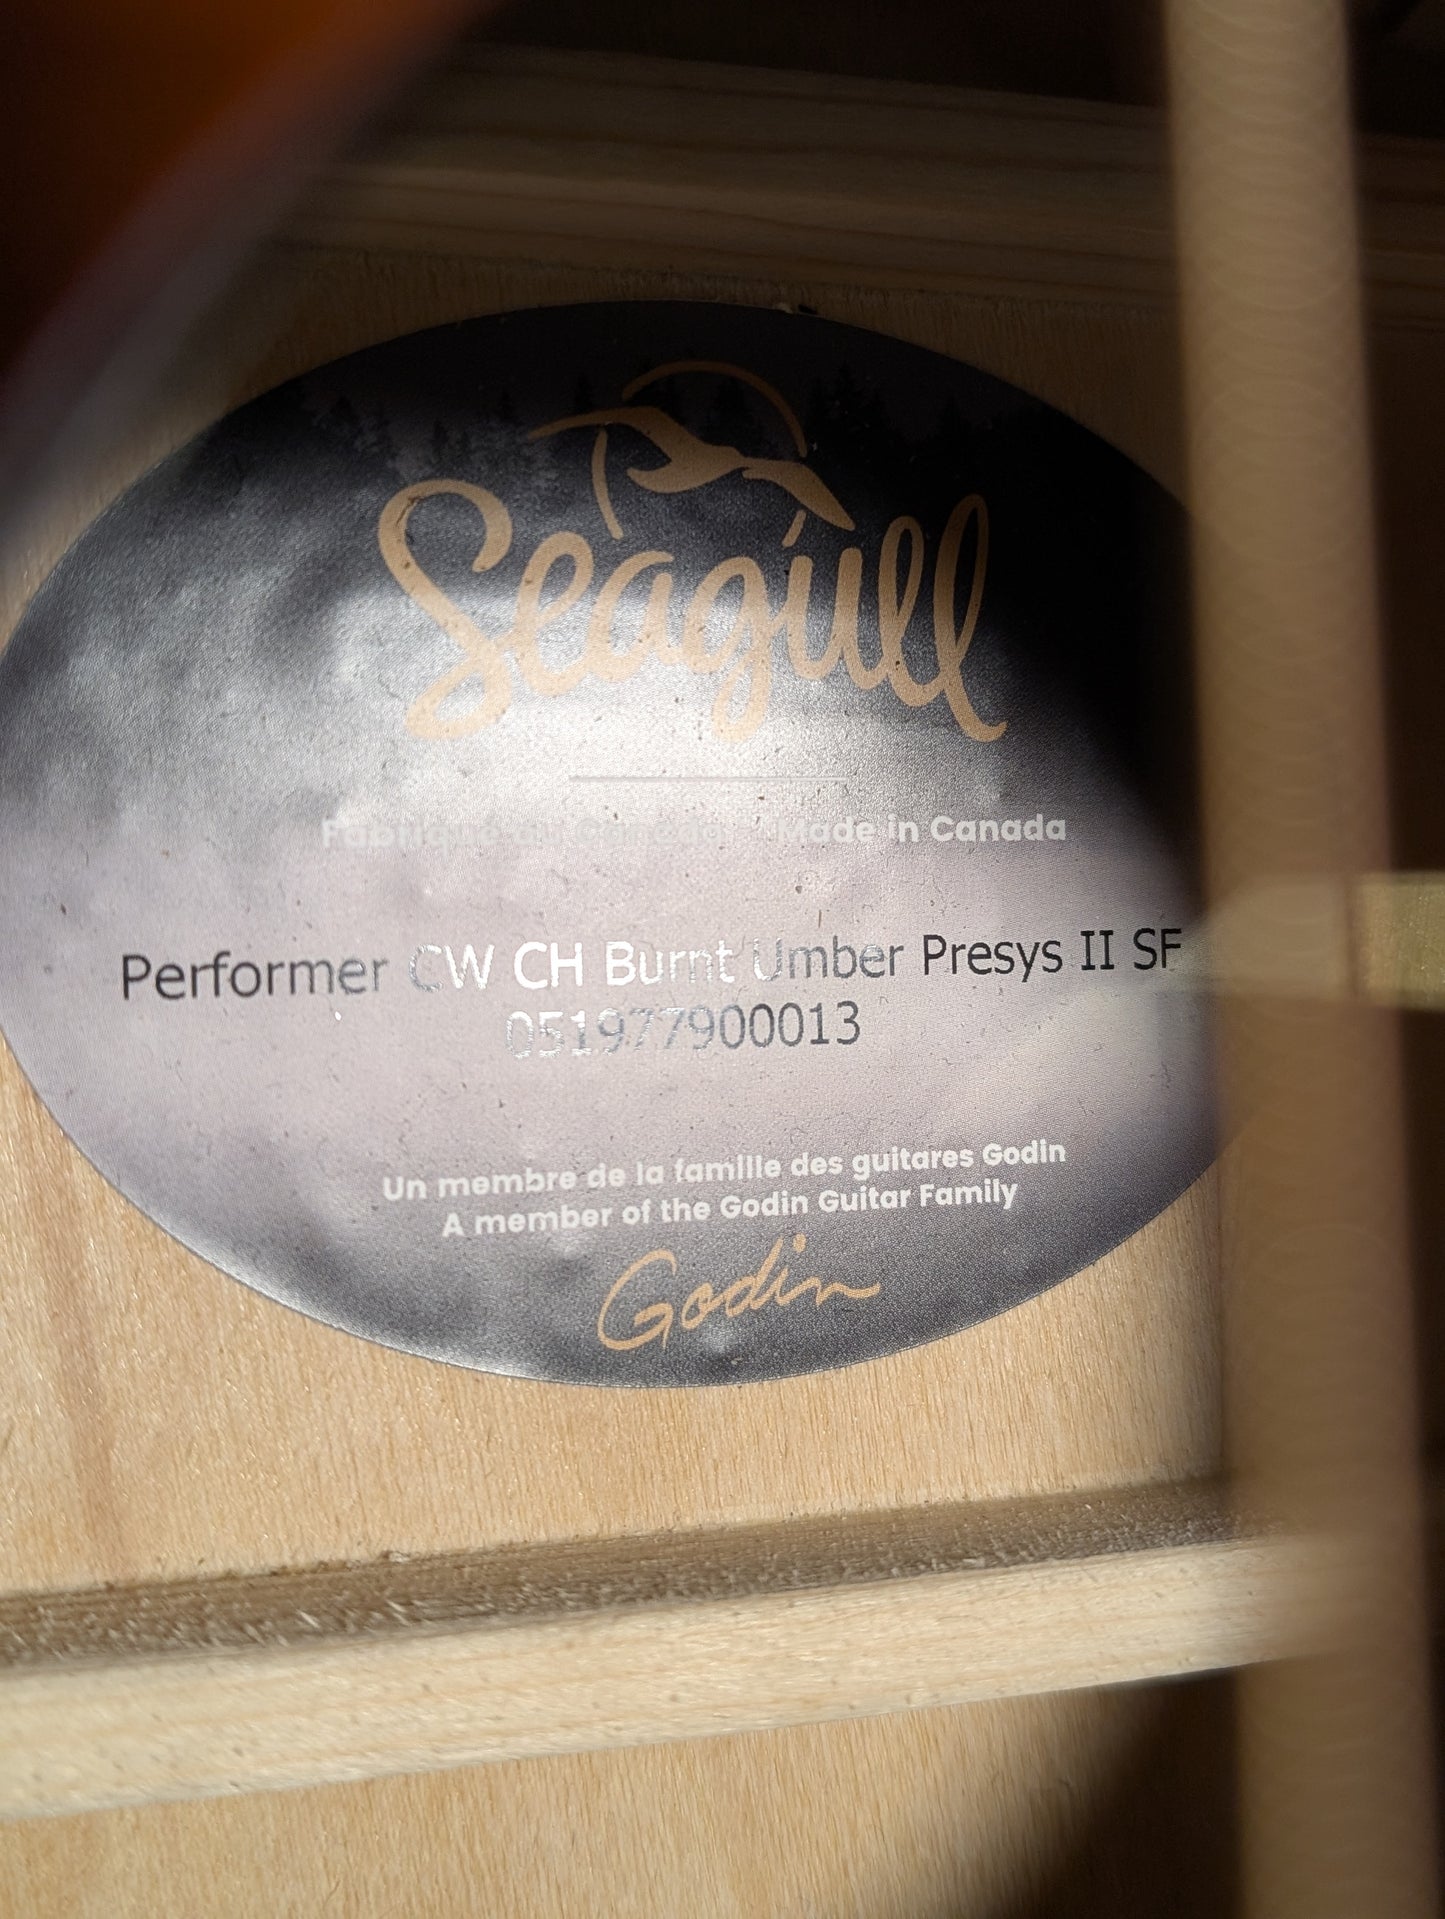 Seagull
Fabriqué au Canada - Made in Canada
Performer CW CH Burnt Umber Presys II SF
051977900013
Un membre de la famille des guitares Godin
A member of the Godin Guitar Family
Godin